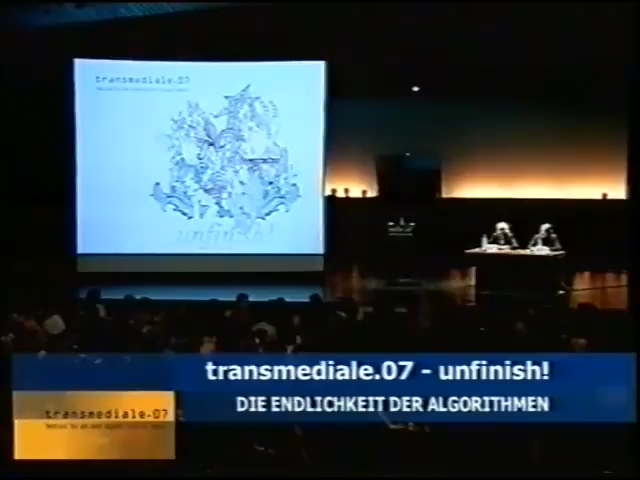 transmediale.07
unfinish!
transmediale.07 - unfinish!
DIE ENDLICHKEIT DER ALGORITHMEN
transmediale.07